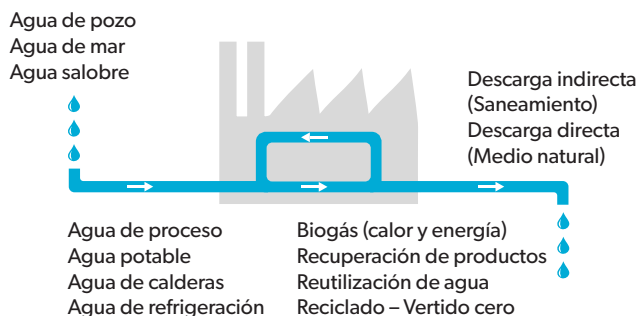 Agua de pozo
Agua de mar
Agua salobre
Descarga indirecta
(Saneamiento)
Descarga directa
(Medio natural)
Agua de proceso
Agua potable
Agua de calderas
Agua de refrigeración
Biogás (calor y energía)
Recuperación de productos
Reutilización de agua
Reciclado – Vertido cero